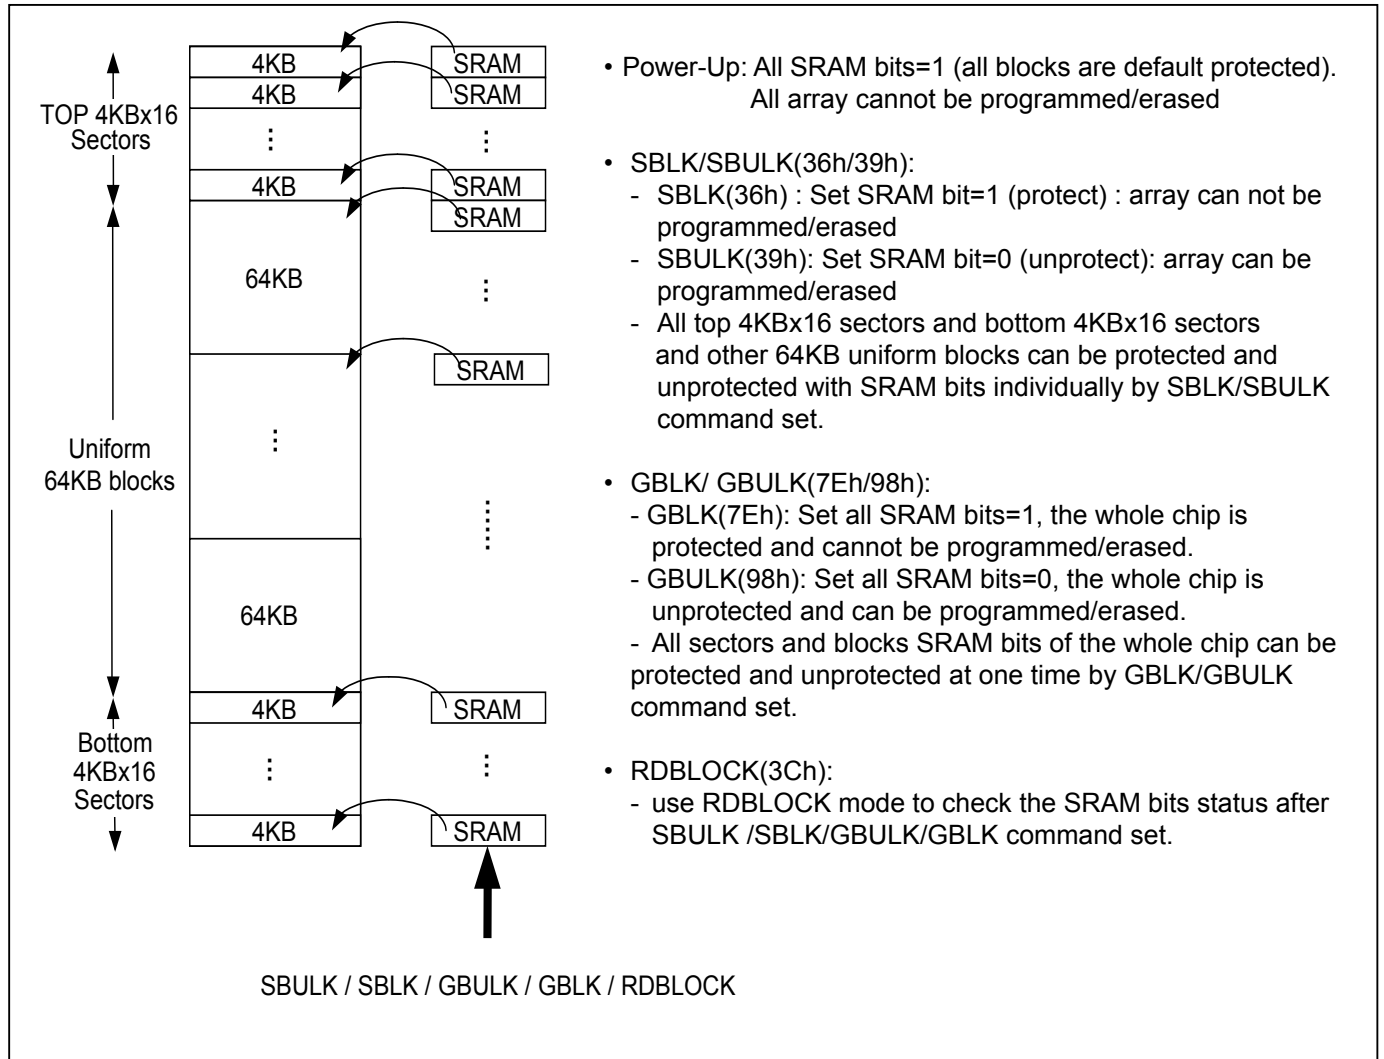 4KB
SRAM
4KB
SRAM
TOP 4KBx16
Sectors
⋮
⋮
4KB
SRAM
SRAM
64KB
⋮
SRAM
⋮
Uniform
64KB blocks
64KB
4KB
SRAM
Bottom
4KBx16
Sectors
⋮
⋮
4KB
SRAM
SBULK / SBLK / GBULK / GBLK / RDBLOCK
• Power-Up: All SRAM bits=1 (all blocks are default protected).
All array cannot be programmed/erased
• SBLK/SBULK(36h/39h):
- SBLK(36h) : Set SRAM bit=1 (protect) : array can not be
programmed/erased
- SBULK(39h): Set SRAM bit=0 (unprotect): array can be
programmed/erased
- All top 4KBx16 sectors and bottom 4KBx16 sectors
and other 64KB uniform blocks can be protected and
unprotected with SRAM bits individually by SBLK/SBULK
command set.
• GBLK/ GBULK(7Eh/98h):
- GBLK(7Eh): Set all SRAM bits=1, the whole chip is
protected and cannot be programmed/erased.
- GBULK(98h): Set all SRAM bits=0, the whole chip is
unprotected and can be programmed/erased.
- All sectors and blocks SRAM bits of the whole chip can be
protected and unprotected at one time by GBLK/GBULK
command set.
• RDBLOCK(3Ch):
- use RDBLOCK mode to check the SRAM bits status after
SBULK /SBLK/GBULK/GBLK command set.